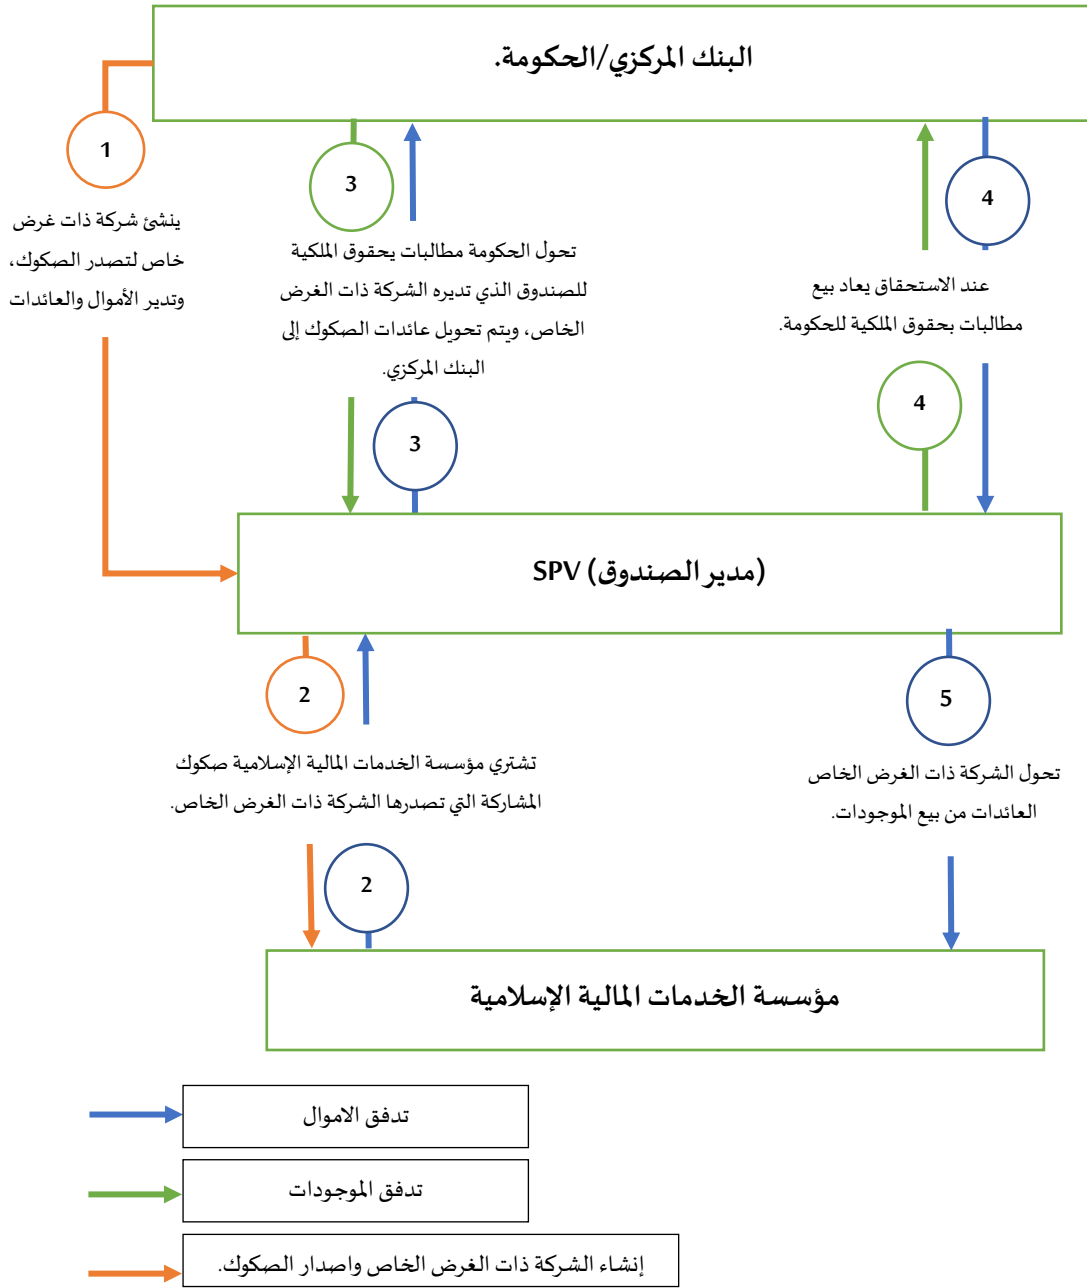 البنك المركزي/الحكومة.
1
3
4
ينشئ شركة ذات غرض
خاص لتصدر الصكوك،
وتدير الأموال والعائدات
تحول الحكومة مطالبات يحقوق الملكية
للصندوق الذي تديره الشركة ذات الغرض
الخاص، ويتم تحويل عائدات الصكوك إلى
البنك المركزي.
عند الاستحقاق يعاد بيع
مطالبات بحقوق الملكية للحكومة.
3
4
SPV (مدير الصندوق)
2
5
تشتري مؤسسة الخدمات المالية الإسلامية صكوك
المشاركة التي تصدرها الشركة ذات الغرض الخاص.
تحول الشركة ذات الغرض الخاص
العائدات من بيع الموجودات.
2
مؤسسة الخدمات المالية الإسلامية
تدفق الاموال
تدفق الموجودات
إنشاء الشركة ذات الغرض الخاص واصدار الصكوك.